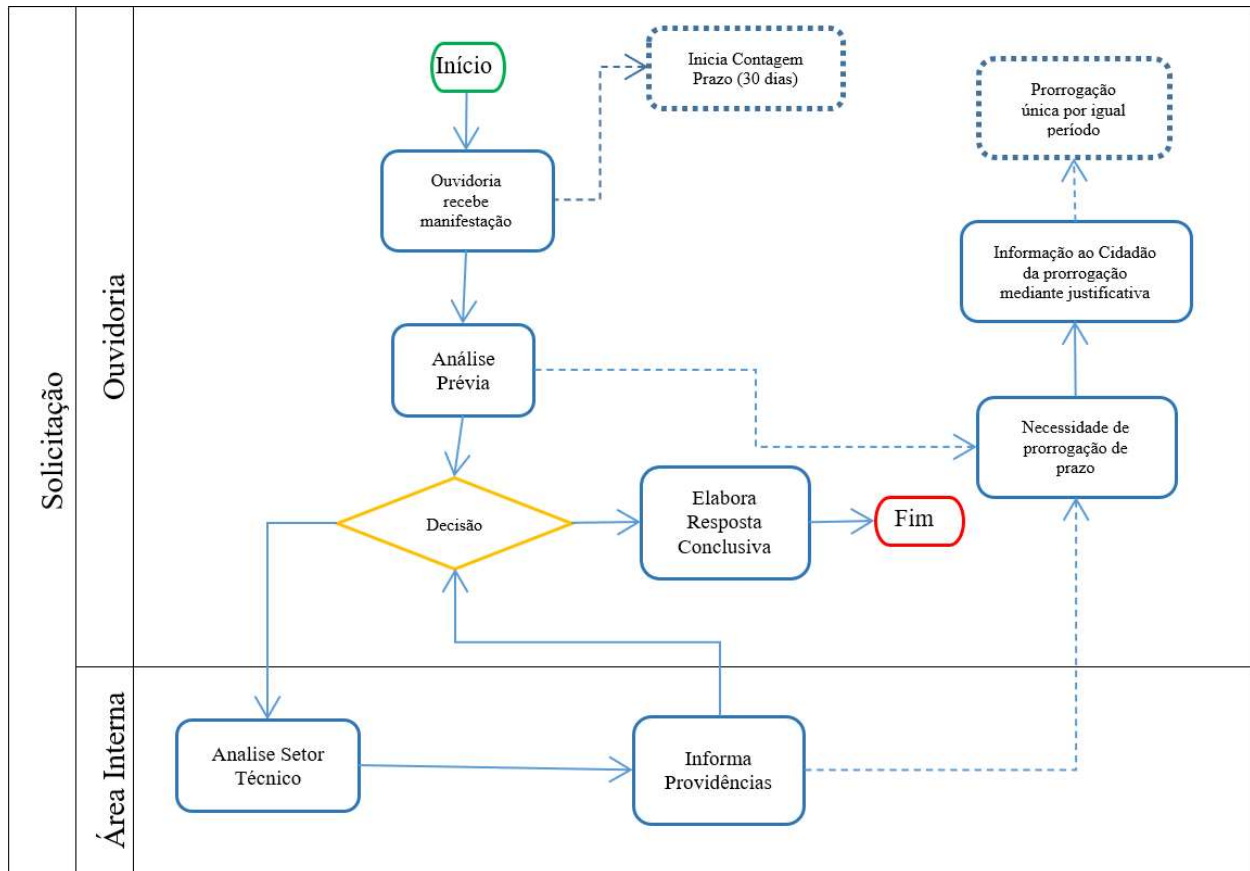 Solicitação
Ouvidoria
Início
Inicia Contagem
Prazo (30 dias)
Prorrogação
única por igual
período
Ouvidoria
recebe
manifestação
Informação ao Cidadão
da prorrogação
mediante justificativa
Análise
Prévia
Necessidade de
prorrogação de
prazo
Decisão
Elabora
Resposta
Conclusiva
Fim
Área Interna
Analise Setor
Técnico
Informa
Providências